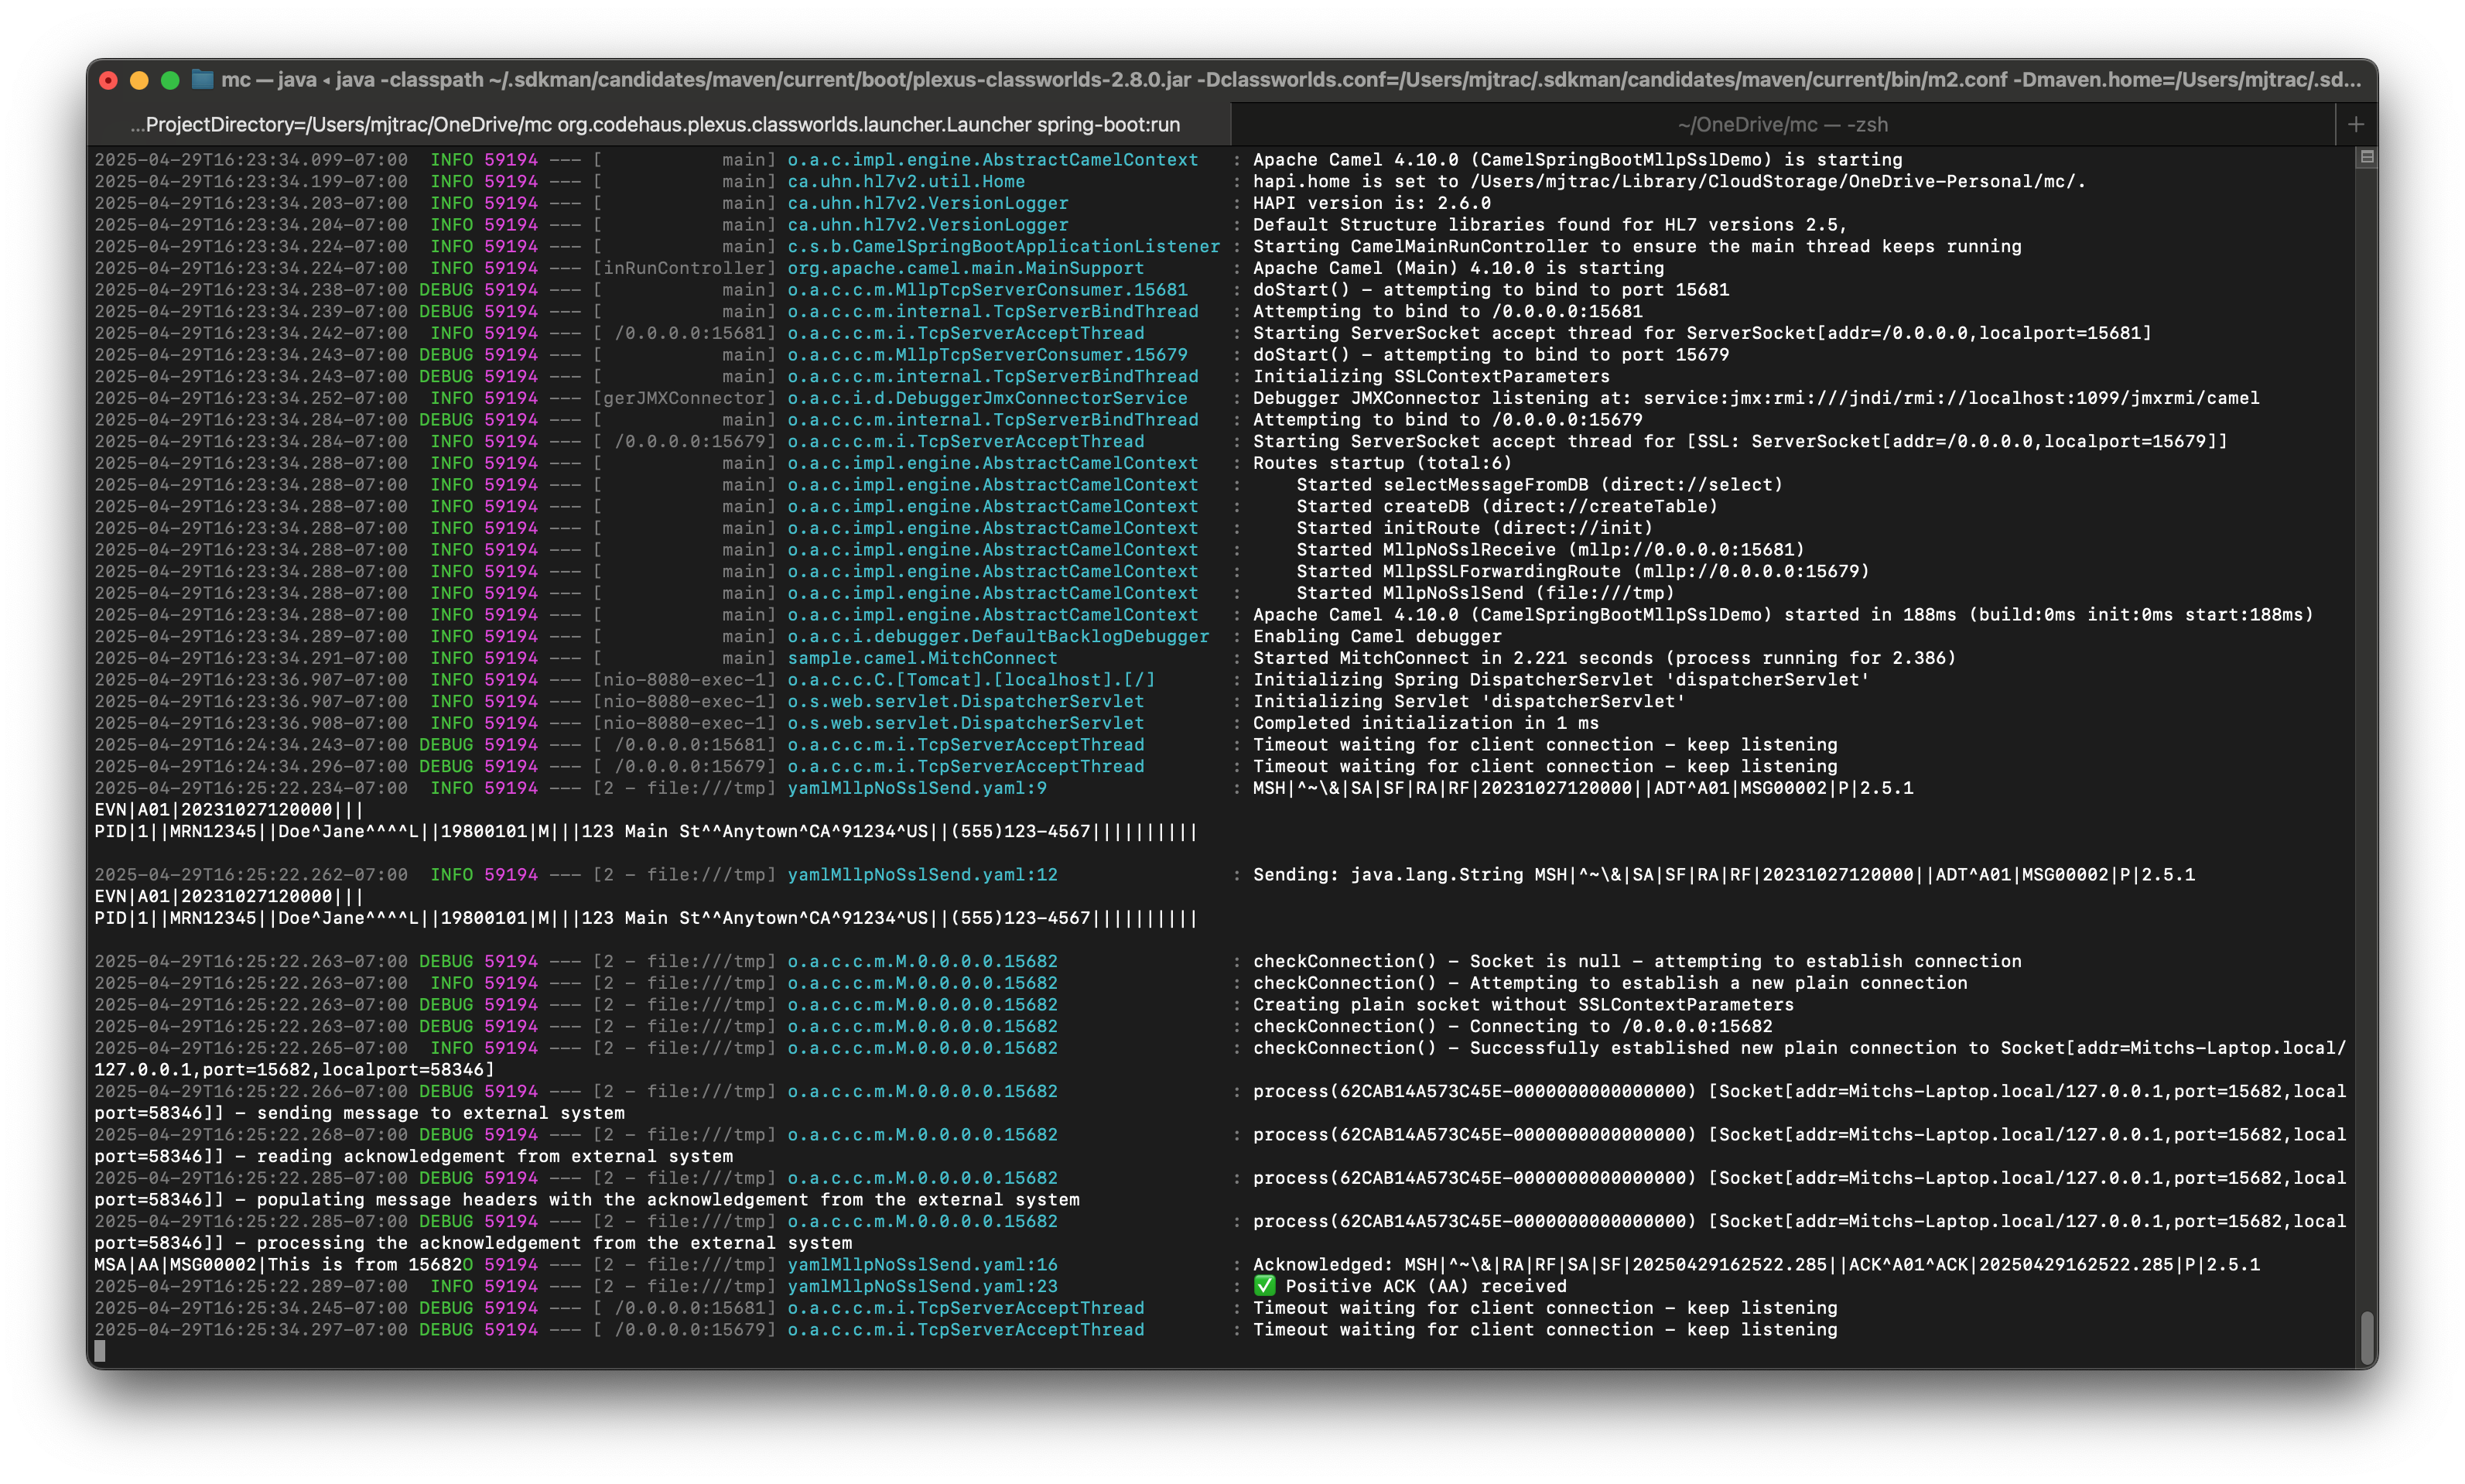 mc — java ◂ java -classpath ~/.sdkman/candidates/maven/current/boot/plexus-classworlds-2.8.0.jar -Dclassworlds.conf=/Users/mjtrac/.sdkman/candidates/maven/current/bin/m2.conf -Dmaven.home=/Users/mjtrac/.sd...
...ProjectDirectory=/Users/mjtrac/OneDrive/mc org.codehaus.plexus.classworlds.launcher.Launcher spring-boot:run
~/OneDrive/mc — -zsh
+
2025-04-29T16:23:34.099-07:00  INFO 59194 --- [           main] o.a.c.impl.engine.AbstractCamelContext   : Apache Camel 4.10.0 (CamelSpringBootMllpSslDemo) is starting
2025-04-29T16:23:34.199-07:00  INFO 59194 --- [           main] ca.uhn.hl7v2.util.Home                   : hapi.home is set to /Users/mjtrac/Library/CloudStorage/OneDrive-Personal/mc/.
2025-04-29T16:23:34.203-07:00  INFO 59194 --- [           main] ca.uhn.hl7v2.VersionLogger               : HAPI version is: 2.6.0
2025-04-29T16:23:34.204-07:00  INFO 59194 --- [           main] ca.uhn.hl7v2.VersionLogger               : Default Structure libraries found for HL7 versions 2.5,
2025-04-29T16:23:34.224-07:00  INFO 59194 --- [           main] c.s.b.CamelSpringBootApplicationListener : Starting CamelMainRunController to ensure the main thread keeps running
2025-04-29T16:23:34.224-07:00  INFO 59194 --- [inRunController] org.apache.camel.main.MainSupport        : Apache Camel (Main) 4.10.0 is starting
2025-04-29T16:23:34.238-07:00 DEBUG 59194 --- [           main] o.a.c.c.m.MllpTcpServerConsumer.15681    : doStart() - attempting to bind to port 15681
2025-04-29T16:23:34.239-07:00 DEBUG 59194 --- [           main] o.a.c.c.m.internal.TcpServerBindThread   : Attempting to bind to /0.0.0.0:15681
2025-04-29T16:23:34.242-07:00  INFO 59194 --- [ /0.0.0.0:15681] o.a.c.c.m.i.TcpServerAcceptThread        : Starting ServerSocket accept thread for ServerSocket[addr=/0.0.0.0,localport=15681]
2025-04-29T16:23:34.243-07:00 DEBUG 59194 --- [           main] o.a.c.c.m.MllpTcpServerConsumer.15679    : doStart() - attempting to bind to port 15679
2025-04-29T16:23:34.243-07:00 DEBUG 59194 --- [           main] o.a.c.c.m.internal.TcpServerBindThread   : Initializing SSLContextParameters
2025-04-29T16:23:34.252-07:00  INFO 59194 --- [gerJMXConnector] o.a.c.i.d.DebuggerJmxConnectorService    : Debugger JMXConnector listening at: service:jmx:rmi:///jndi/rmi://localhost:1099/jmxrmi/camel
2025-04-29T16:23:34.284-07:00 DEBUG 59194 --- [           main] o.a.c.c.m.internal.TcpServerBindThread   : Attempting to bind to /0.0.0.0:15679
2025-04-29T16:23:34.284-07:00  INFO 59194 --- [ /0.0.0.0:15679] o.a.c.c.m.i.TcpServerAcceptThread        : Starting ServerSocket accept thread for [SSL: ServerSocket[addr=/0.0.0.0,localport=15679]]
2025-04-29T16:23:34.288-07:00  INFO 59194 --- [           main] o.a.c.impl.engine.AbstractCamelContext   : Routes startup (total:6)
2025-04-29T16:23:34.288-07:00  INFO 59194 --- [           main] o.a.c.impl.engine.AbstractCamelContext   :     Started selectMessageFromDB (direct://select)
2025-04-29T16:23:34.288-07:00  INFO 59194 --- [           main] o.a.c.impl.engine.AbstractCamelContext   :     Started createDB (direct://createTable)
2025-04-29T16:23:34.288-07:00  INFO 59194 --- [           main] o.a.c.impl.engine.AbstractCamelContext   :     Started initRoute (direct://init)
2025-04-29T16:23:34.288-07:00  INFO 59194 --- [           main] o.a.c.impl.engine.AbstractCamelContext   :     Started MllpNoSslReceive (mllp://0.0.0.0:15681)
2025-04-29T16:23:34.288-07:00  INFO 59194 --- [           main] o.a.c.impl.engine.AbstractCamelContext   :     Started MllpSSLForwardingRoute (mllp://0.0.0.0:15679)
2025-04-29T16:23:34.288-07:00  INFO 59194 --- [           main] o.a.c.impl.engine.AbstractCamelContext   :     Started MllpNoSslSend (file:///tmp)
2025-04-29T16:23:34.288-07:00  INFO 59194 --- [           main] o.a.c.impl.engine.AbstractCamelContext   : Apache Camel 4.10.0 (CamelSpringBootMllpSslDemo) started in 188ms (build:0ms init:0ms start:188ms)
2025-04-29T16:23:34.289-07:00  INFO 59194 --- [           main] o.a.c.i.debugger.DefaultBacklogDebugger  : Enabling Camel debugger
2025-04-29T16:23:34.291-07:00  INFO 59194 --- [           main] sample.camel.MitchConnect                : Started MitchConnect in 2.221 seconds (process running for 2.386)
2025-04-29T16:23:36.907-07:00  INFO 59194 --- [nio-8080-exec-1] o.a.c.c.C.[Tomcat].[localhost].[/]       : Initializing Spring DispatcherServlet 'dispatcherServlet'
2025-04-29T16:23:36.907-07:00  INFO 59194 --- [nio-8080-exec-1] o.s.web.servlet.DispatcherServlet        : Initializing Servlet 'dispatcherServlet'
2025-04-29T16:23:36.908-07:00  INFO 59194 --- [nio-8080-exec-1] o.s.web.servlet.DispatcherServlet        : Completed initialization in 1 ms
2025-04-29T16:24:34.243-07:00 DEBUG 59194 --- [ /0.0.0.0:15681] o.a.c.c.m.i.TcpServerAcceptThread        : Timeout waiting for client connection - keep listening
2025-04-29T16:24:34.296-07:00 DEBUG 59194 --- [ /0.0.0.0:15679] o.a.c.c.m.i.TcpServerAcceptThread        : Timeout waiting for client connection - keep listening
2025-04-29T16:25:22.234-07:00  INFO 59194 --- [2 - file:///tmp] yamlMllpNoSslSend.yaml:9                 : MSH|^~\&|SA|SF|RA|RF|20231027120000||ADT^A01|MSG00002|P|2.5.1
EVN|A01|20231027120000|||
PID|1||MRN12345||Doe^Jane^^^^L||19800101|M|||123 Main St^^Anytown^CA^91234^US||(555)123-4567||||||||||
2025-04-29T16:25:22.262-07:00  INFO 59194 --- [2 - file:///tmp] yamlMllpNoSslSend.yaml:12                : Sending: java.lang.String MSH|^~\&|SA|SF|RA|RF|20231027120000||ADT^A01|MSG00002|P|2.5.1
EVN|A01|20231027120000|||
PID|1||MRN12345||Doe^Jane^^^^L||19800101|M|||123 Main St^^Anytown^CA^91234^US||(555)123-4567||||||||||
2025-04-29T16:25:22.263-07:00 DEBUG 59194 --- [2 - file:///tmp] o.a.c.c.m.M.0.0.0.0.15682                : checkConnection() - Socket is null - attempting to establish connection
2025-04-29T16:25:22.263-07:00  INFO 59194 --- [2 - file:///tmp] o.a.c.c.m.M.0.0.0.0.15682                : checkConnection() - Attempting to establish a new plain connection
2025-04-29T16:25:22.263-07:00 DEBUG 59194 --- [2 - file:///tmp] o.a.c.c.m.M.0.0.0.0.15682                : Creating plain socket without SSLContextParameters
2025-04-29T16:25:22.263-07:00 DEBUG 59194 --- [2 - file:///tmp] o.a.c.c.m.M.0.0.0.0.15682                : checkConnection() - Connecting to /0.0.0.0:15682
2025-04-29T16:25:22.265-07:00  INFO 59194 --- [2 - file:///tmp] o.a.c.c.m.M.0.0.0.0.15682                : checkConnection() - Successfully established new plain connection to Socket[addr=Mitchs-Laptop.local/
127.0.0.1,port=15682,localport=58346]
2025-04-29T16:25:22.266-07:00 DEBUG 59194 --- [2 - file:///tmp] o.a.c.c.m.M.0.0.0.0.15682                : process(62CAB14A573C45E-0000000000000000) [Socket[addr=Mitchs-Laptop.local/127.0.0.1,port=15682,local
port=58346]] - sending message to external system
2025-04-29T16:25:22.268-07:00 DEBUG 59194 --- [2 - file:///tmp] o.a.c.c.m.M.0.0.0.0.15682                : process(62CAB14A573C45E-0000000000000000) [Socket[addr=Mitchs-Laptop.local/127.0.0.1,port=15682,local
port=58346]] - reading acknowledgement from external system
2025-04-29T16:25:22.285-07:00 DEBUG 59194 --- [2 - file:///tmp] o.a.c.c.m.M.0.0.0.0.15682                : process(62CAB14A573C45E-0000000000000000) [Socket[addr=Mitchs-Laptop.local/127.0.0.1,port=15682,local
port=58346]] - populating message headers with the acknowledgement from the external system
2025-04-29T16:25:22.285-07:00 DEBUG 59194 --- [2 - file:///tmp] o.a.c.c.m.M.0.0.0.0.15682                : process(62CAB14A573C45E-0000000000000000) [Socket[addr=Mitchs-Laptop.local/127.0.0.1,port=15682,local
port=58346]] - processing the acknowledgement from the external system
MSA|AA|MSG00002|This is from 15682O 59194 --- [2 - file:///tmp] yamlMllpNoSslSend.yaml:16                : Acknowledged: MSH|^~\&|RA|RF|SA|SF|20250429162522.285||ACK^A01^ACK|20250429162522.285|P|2.5.1
2025-04-29T16:25:22.289-07:00  INFO 59194 --- [2 - file:///tmp] yamlMllpNoSslSend.yaml:23                : ✅ Positive ACK (AA) received
2025-04-29T16:25:34.245-07:00 DEBUG 59194 --- [ /0.0.0.0:15681] o.a.c.c.m.i.TcpServerAcceptThread        : Timeout waiting for client connection - keep listening
2025-04-29T16:25:34.297-07:00 DEBUG 59194 --- [ /0.0.0.0:15679] o.a.c.c.m.i.TcpServerAcceptThread        : Timeout waiting for client connection - keep listening